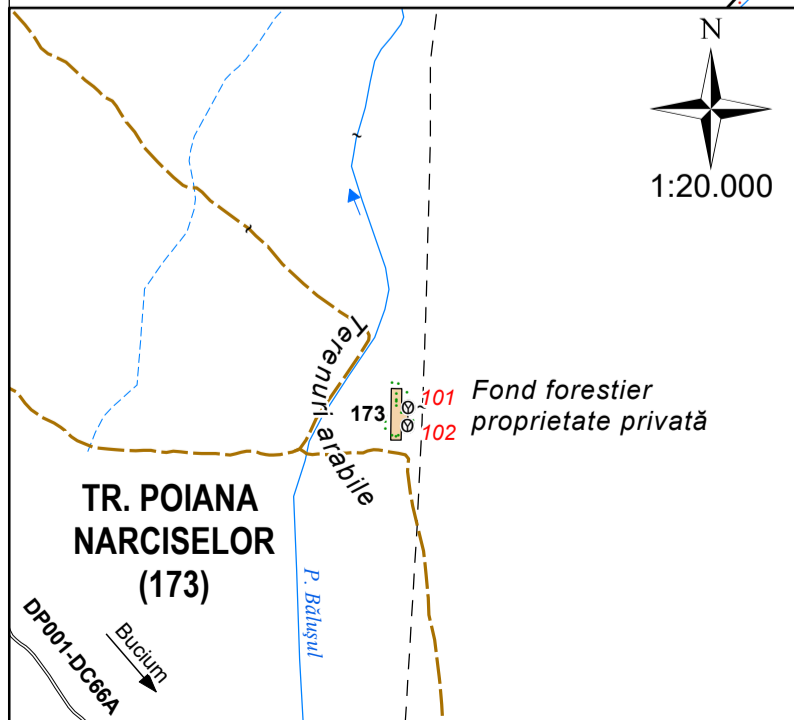 N
1:20.000
Terenuri arabile
173
101
102
Fond forestier
proprietate privată
TR. POIANA
NARCISELOR
(173)
P. Băluşul
DP001-DC66A
Bucium